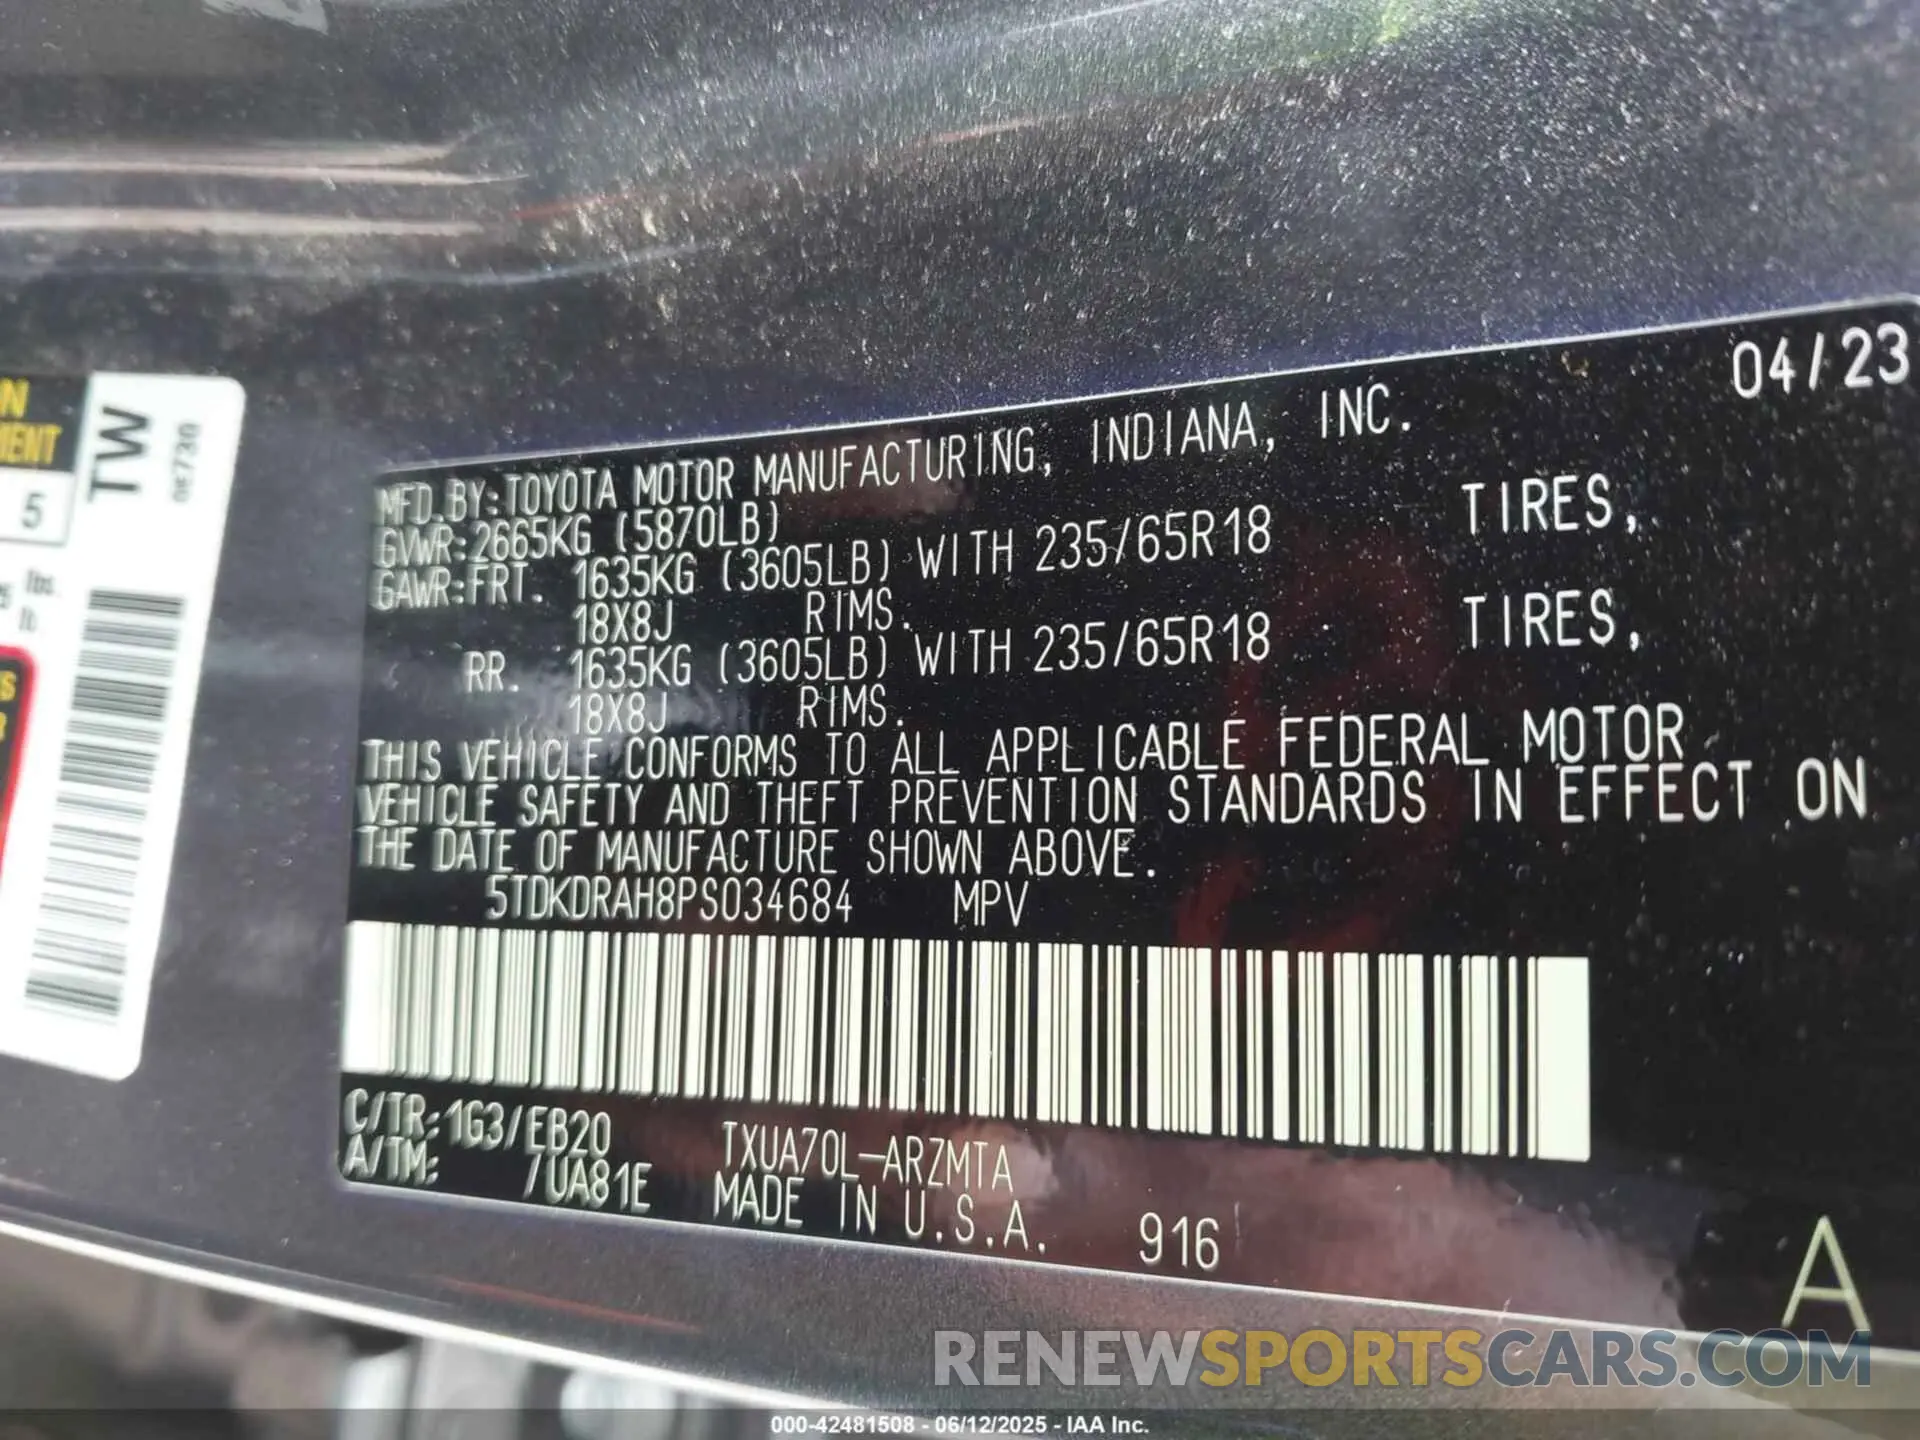 04/23
MFD.BY:TOYOTA MOTOR MANUFACTURING, INDIANA, INC.
GVWR:2665KG (5870LB)
GAWR:FRT. 1635KG (3605LB) WITH 235/65R18 TIRES,
18X8J RIMS.
RR. 1635KG (3605LB) WITH 235/65R18 TIRES,
18X8J RIMS.
THIS VEHICLE CONFORMS TO ALL APPLICABLE FEDERAL MOTOR
VEHICLE SAFETY AND THEFT PREVENTION STANDARDS IN EFFECT ON
THE DATE OF MANUFACTURE SHOWN ABOVE.
5TDKDRAH8PS034684 MPV
C/TR:1G3/EB20 TXUA70L-ARZMTA
A/TM: /UA81E MADE IN U.S.A. 916
A
TW
0E730
5
lbs.
lb
RENEWSPORTSCARS.COM
000-42481508 - 06/12/2025 - IAA Inc.